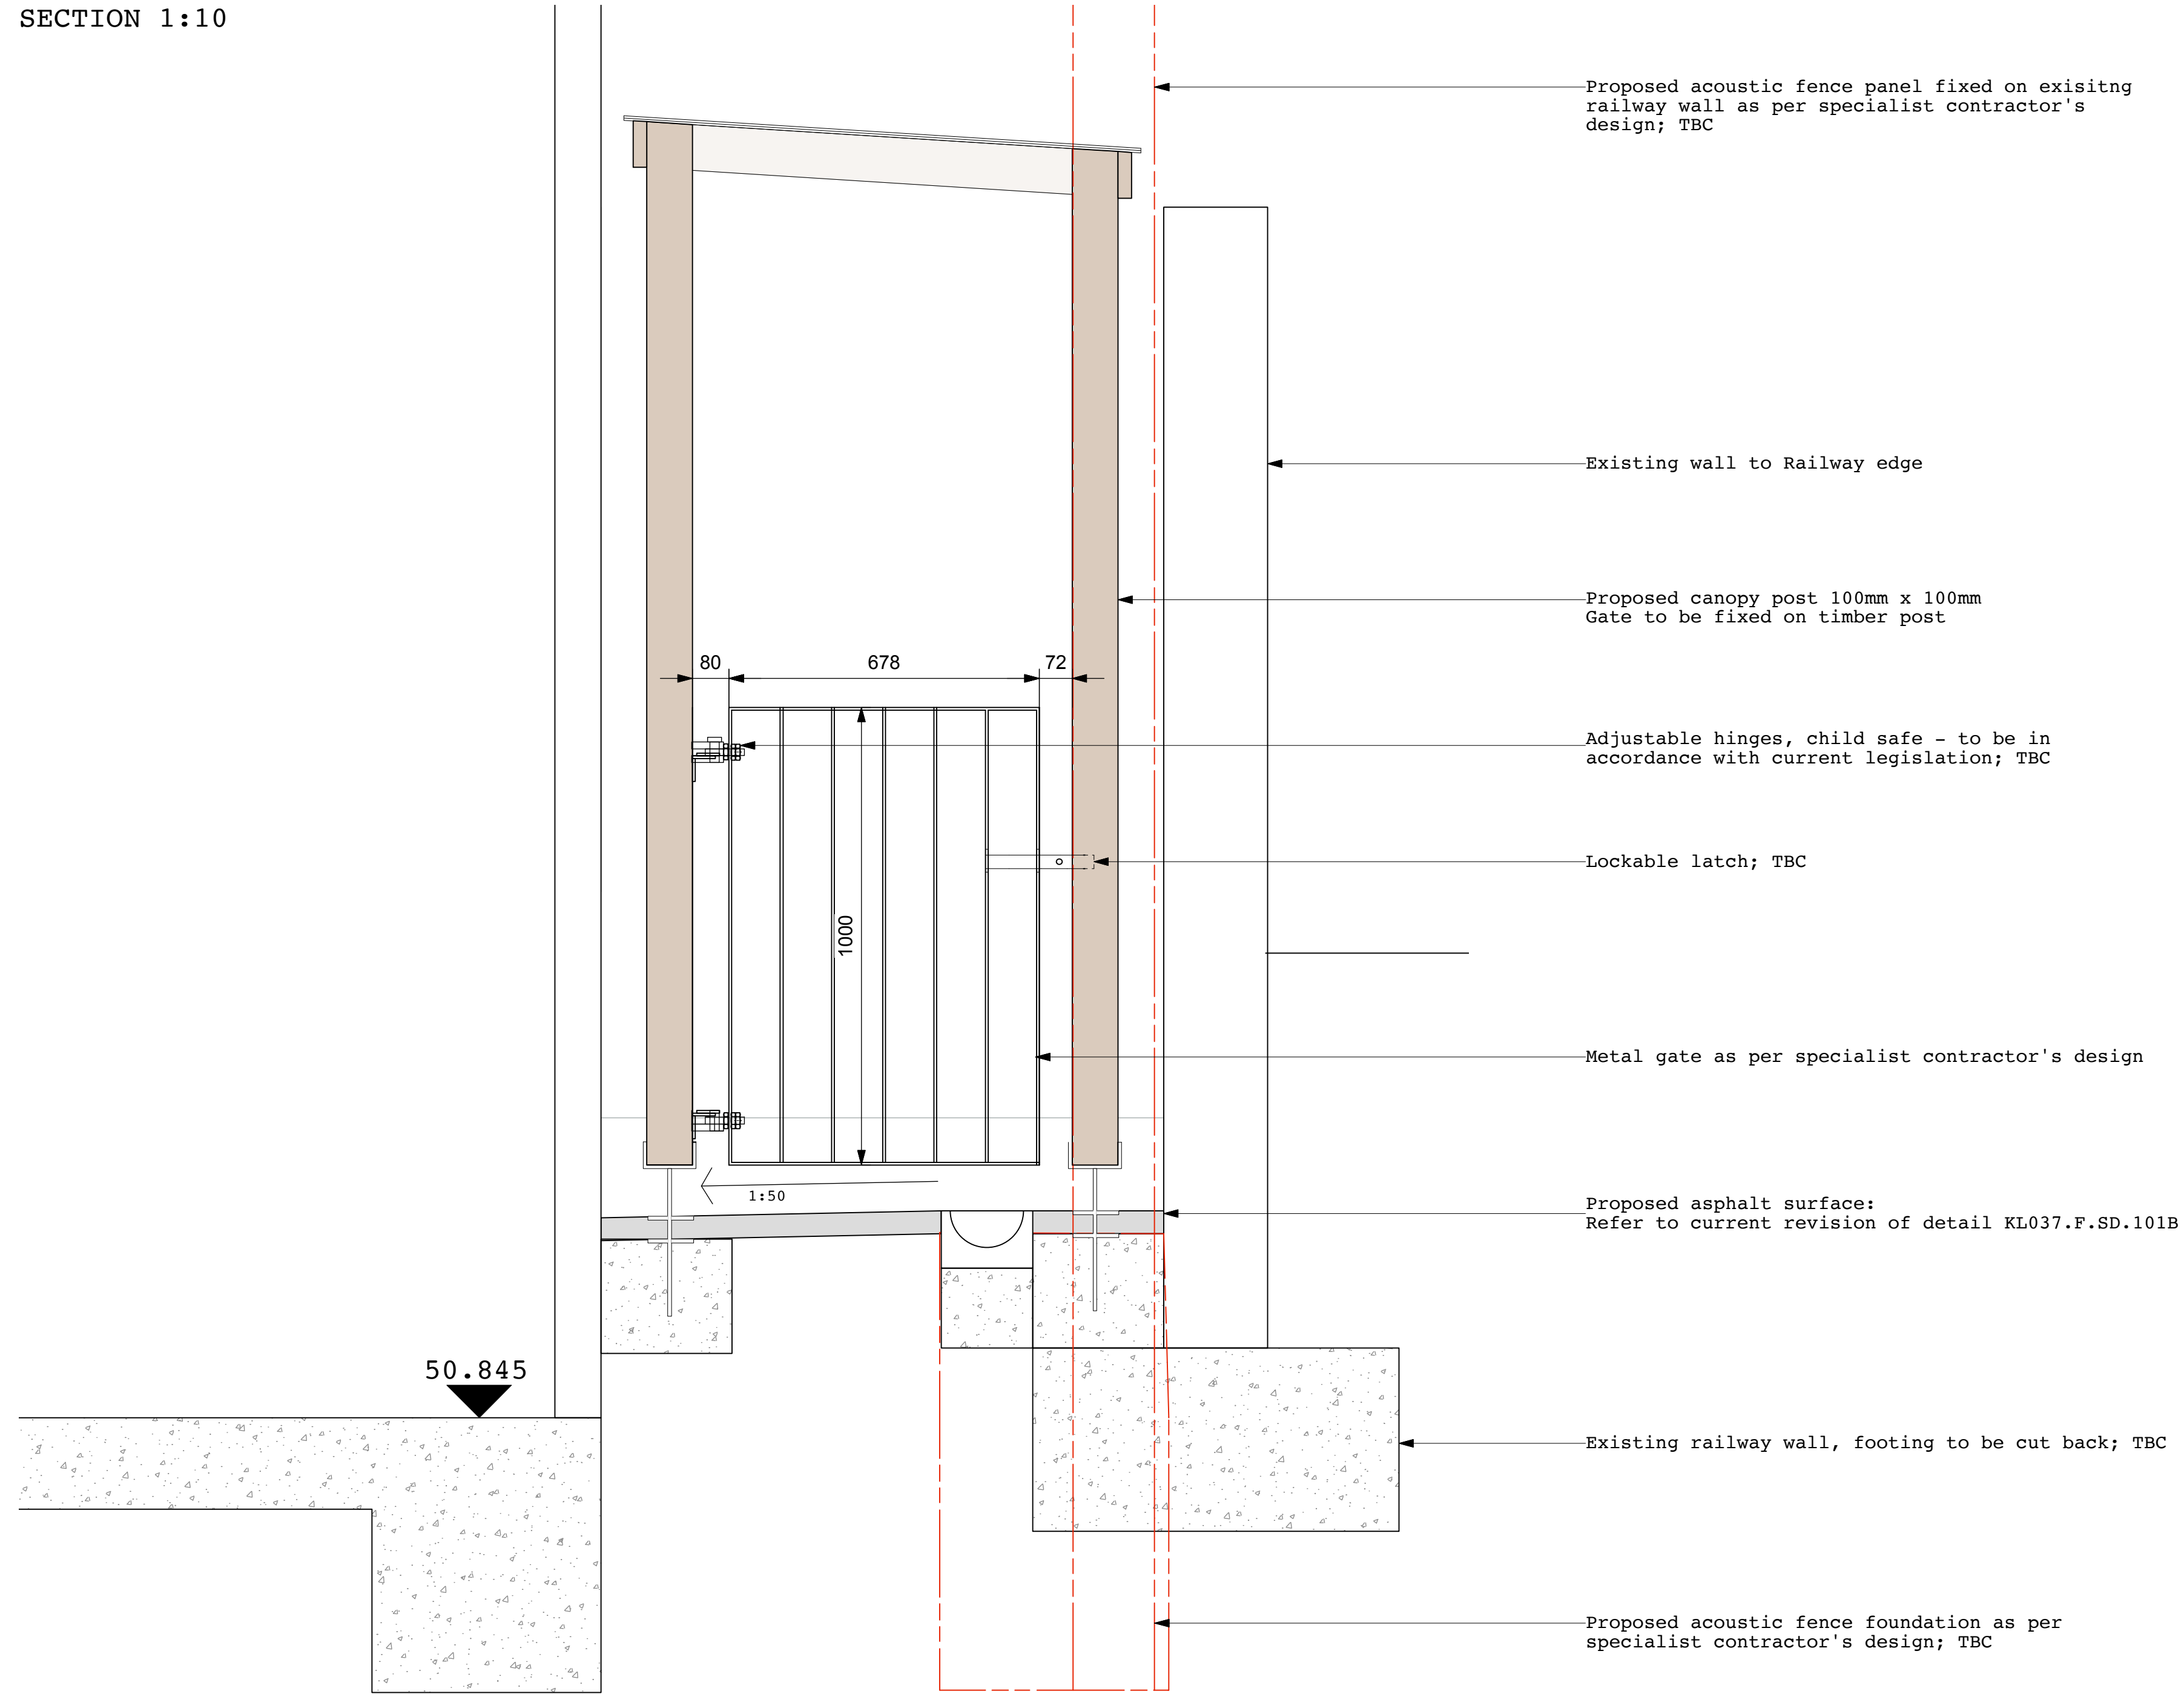 SECTION 1:10
Proposed acoustic fence panel fixed on exisitng
railway wall as per specialist contractor's
design; TBC
Existing wall to Railway edge
Proposed canopy post 100mm x 100mm
Gate to be fixed on timber post
80
678
72
Adjustable hinges, child safe – to be in
accordance with current legislation; TBC
Lockable latch; TBC
1000
Metal gate as per specialist contractor's design
1:50
Proposed asphalt surface:
Refer to current revision of detail KL037.F.SD.101B
50.845
Existing railway wall, footing to be cut back; TBC
Proposed acoustic fence foundation as per
specialist contractor's design; TBC